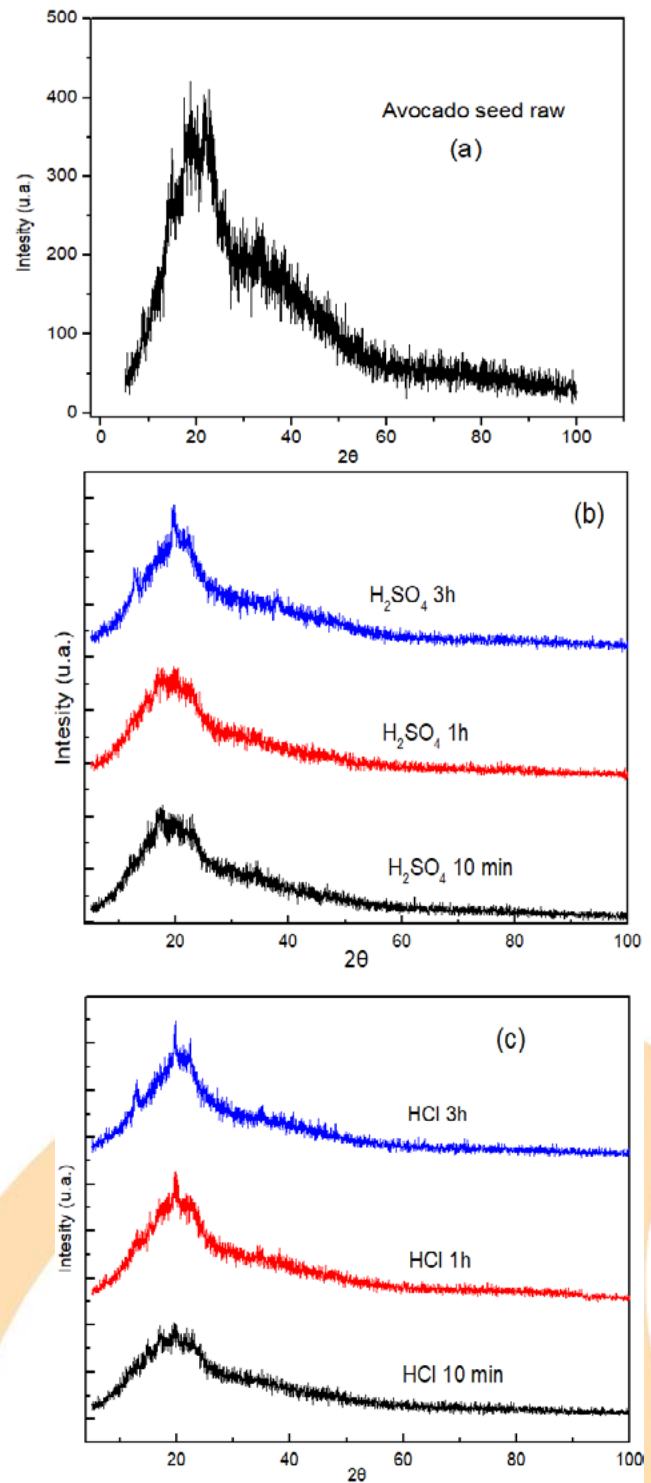 500
400
300
200
100
0
Intesity (u.a.)
Avocado seed raw
(a)
0 20 40 60 80 100
2θ
(b)
Intesity (u.a.)
H₂SO₄ 3h
H₂SO₄ 1h
H₂SO₄ 10 min
20 40 60 80 100
2θ
(c)
Intesity (u.a.)
HCl 3h
HCl 1h
HCl 10 min
20 40 60 80 100
2θ